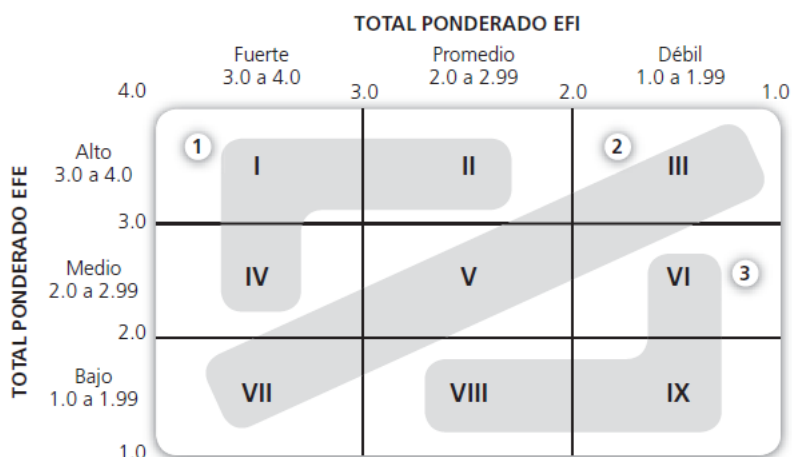 TOTAL PONDERADO EFI
Fuerte
3.0 a 4.0
Promedio
2.0 a 2.99
Débil
1.0 a 1.99
4.0
3.0
2.0
1.0
TOTAL PONDERADO EFE
Alto
3.0 a 4.0
1
I
II
2
III
3.0
Medio
2.0 a 2.99
IV
V
VI
3
2.0
Bajo
1.0 a 1.99
VII
VIII
IX
1.0